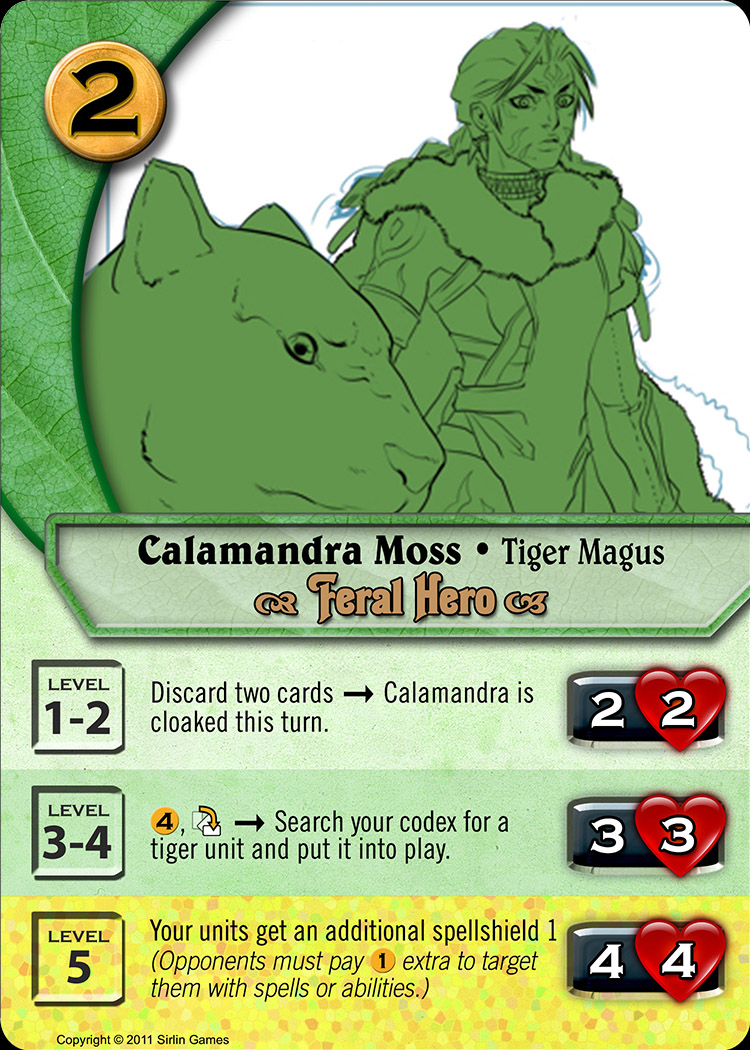 2
Calamandra Moss • Tiger Magus
Feral Hero
LEVEL
1-2
Discard two cards → Calamandra is
cloaked this turn.
2 2
LEVEL
3-4
4, → Search your codex for a
tiger unit and put it into play.
3 3
LEVEL
5
Your units get an additional spellshield 1
(Opponents must pay 1 extra to target
them with spells or abilities.)
4 4
Copyright © 2011 Sirlin Games